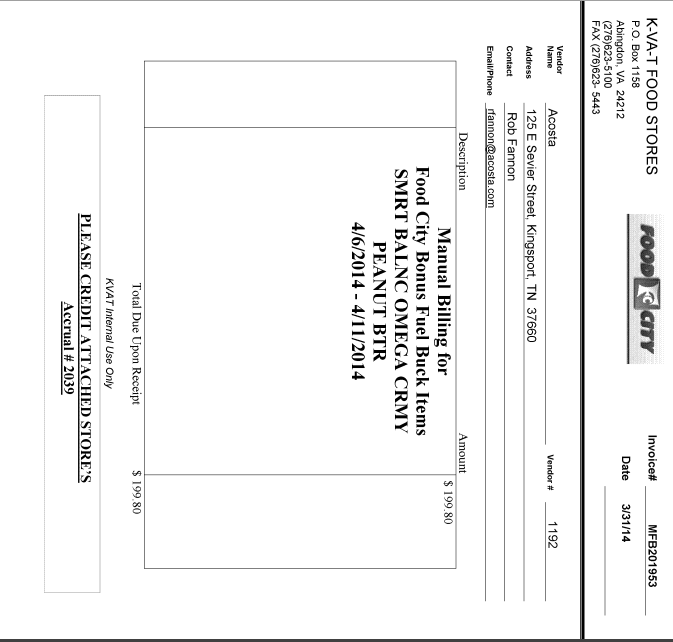 K-VA-T FOOD STORES
P.O. Box 1158
Abingdon, VA 24212
(276)623-5100
FAX (276)623- 5443
FOOD CITY
Invoice# MFB201953
Date 3/31/14
Vendor
Name Acosta
Vendor # 1192
Address 125 E Sevier Street, Kingsport, TN 37660
Contact Rob Fannon
Email/Phone rfannon@acosta.com
Description Amount
Manual Billing for $ 199.80
Food City Bonus Fuel Buck Items
SMRT BALNC OMEGA CRMY
PEANUT BTR
4/6/2014 - 4/11/2014
Total Due Upon Receipt $ 199.80
KVAT Internal Use Only
PLEASE CREDIT ATTACHED STORE'S
Accrual # 2039